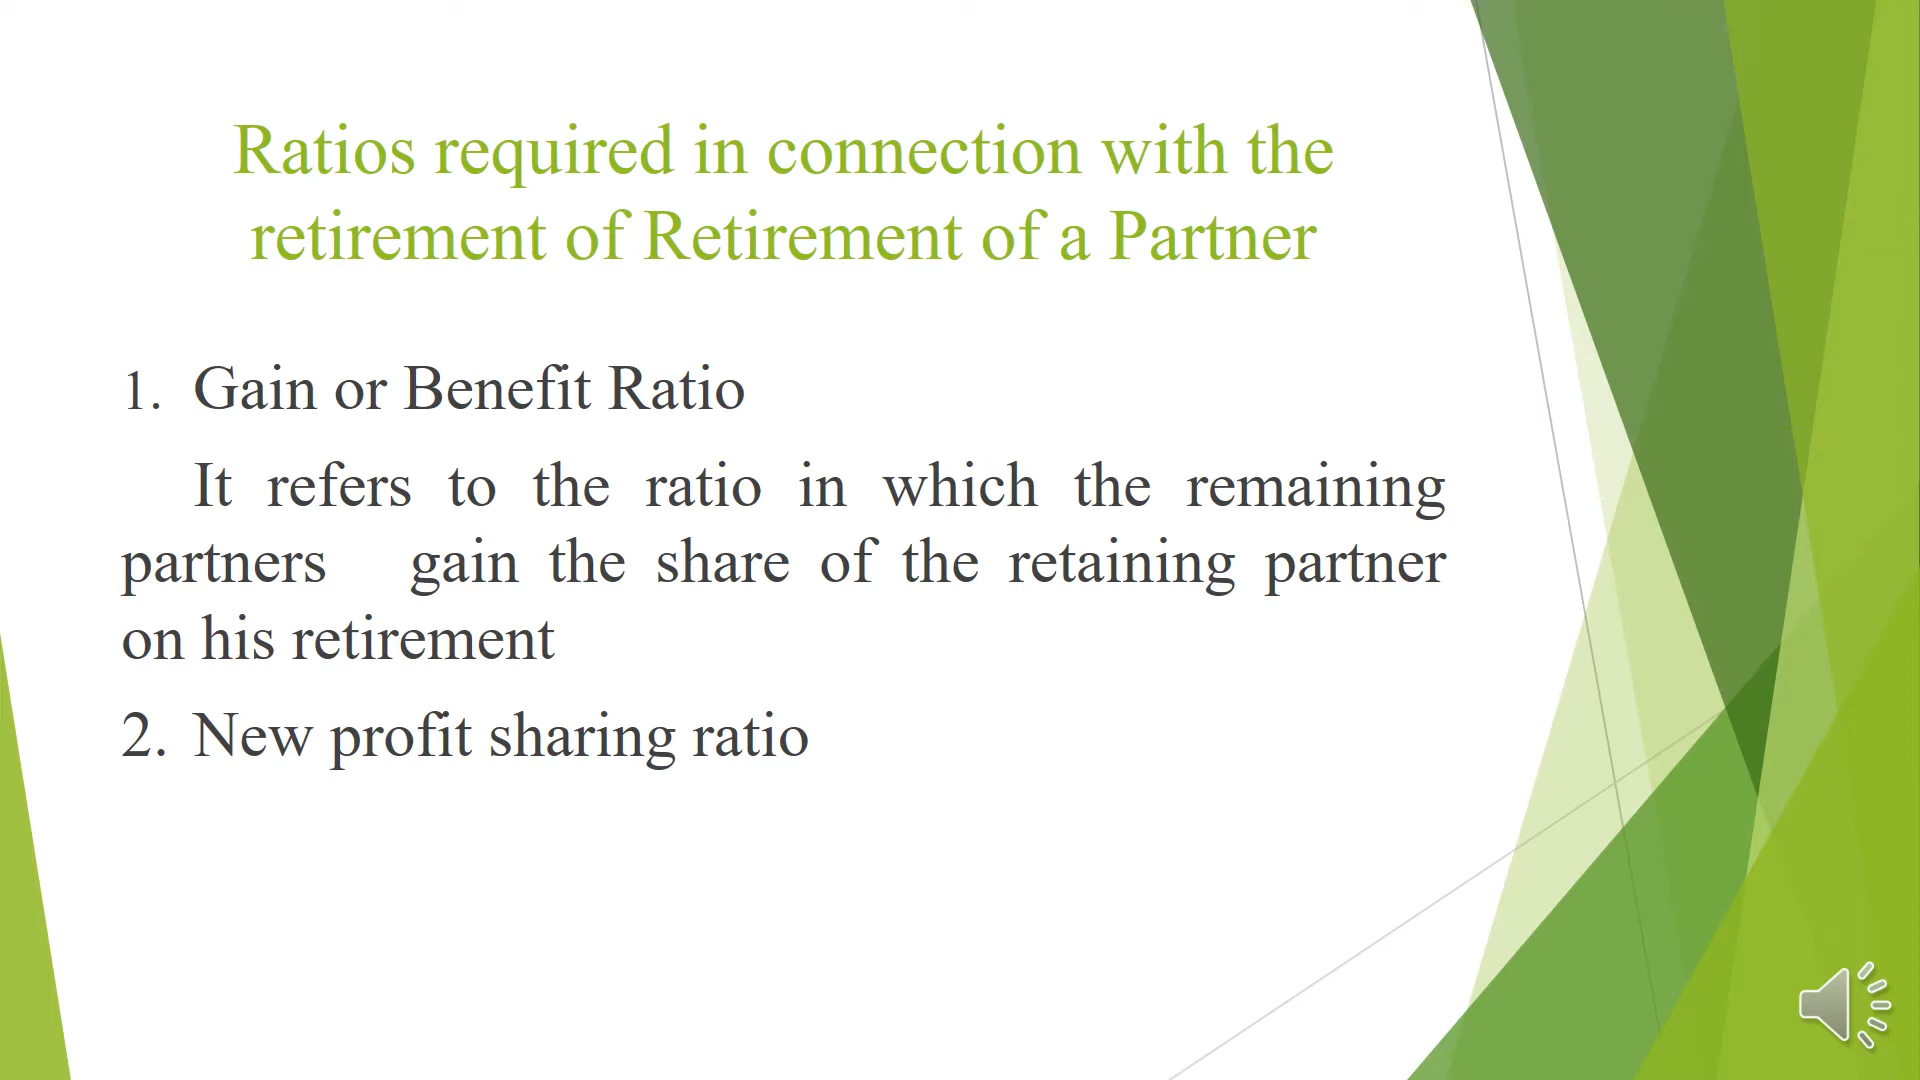 Ratios required in connection with the
retirement of Retirement of a Partner
1. Gain or Benefit Ratio
It refers to the ratio in which the remaining
partners gain the share of the retaining partner
on his retirement
2. New profit sharing ratio